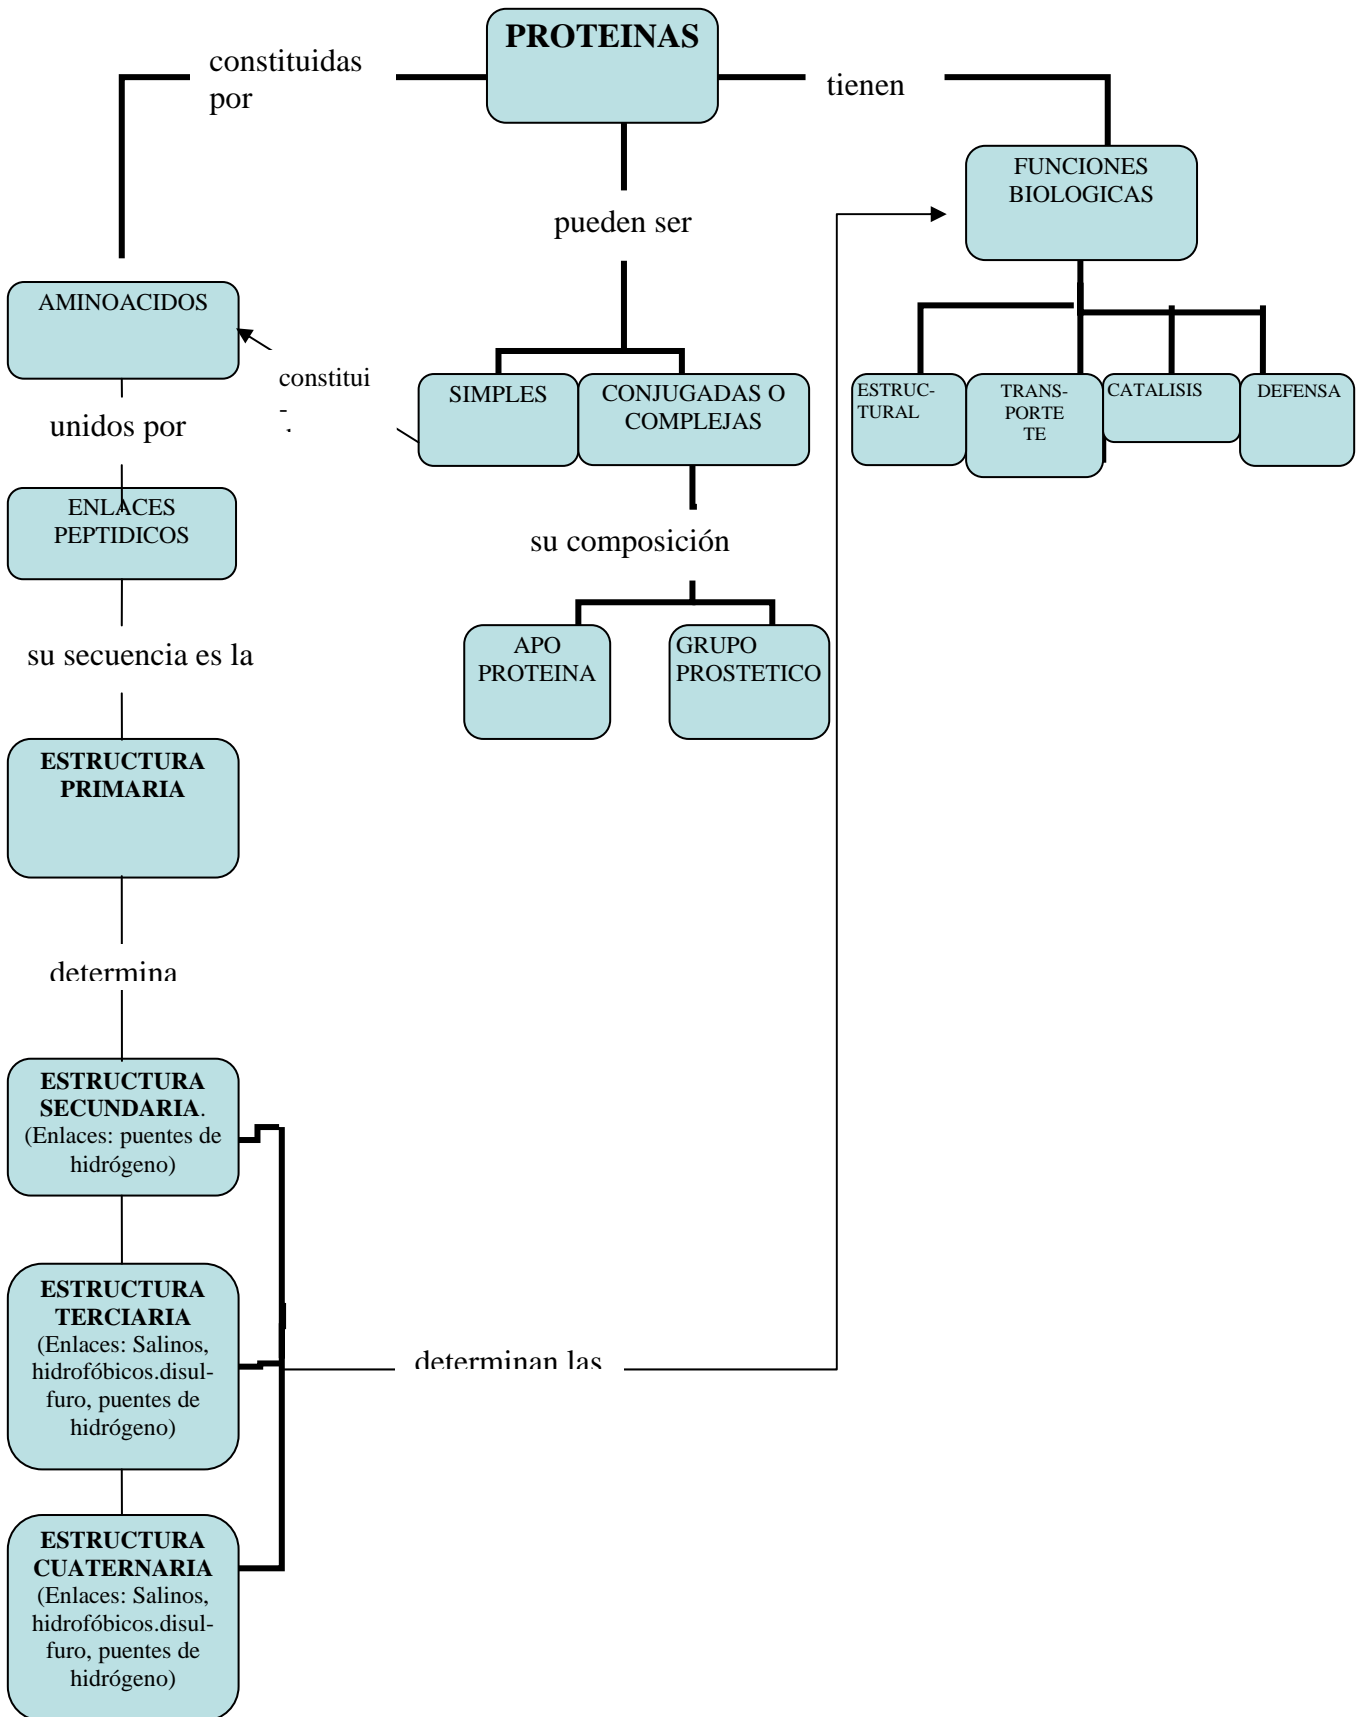 PROTEINAS
constituidas
por
tienen
FUNCIONES
BIOLOGICAS
pueden ser
AMINOACIDOS
constitui
-
SIMPLES
CONJUGADAS O
COMPLEJAS
ESTRUC-
TURAL
TRANS-
PORTE
TE
CATALISIS
DEFENSA
unidos por
ENLACES
PEPTIDICOS
su composición
su secuencia es la
APO
PROTEINA
GRUPO
PROSTETICO
ESTRUCTURA
PRIMARIA
determina
ESTRUCTURA
SECUNDARIA.
(Enlaces: puentes de
hidrógeno)
ESTRUCTURA
TERCIARIA
(Enlaces: Salinos,
hidrofóbicos.disul-
furo, puentes de
hidrógeno)
determinan las
ESTRUCTURA
CUATERNARIA
(Enlaces: Salinos,
hidrofóbicos.disul-
furo, puentes de
hidrógeno)